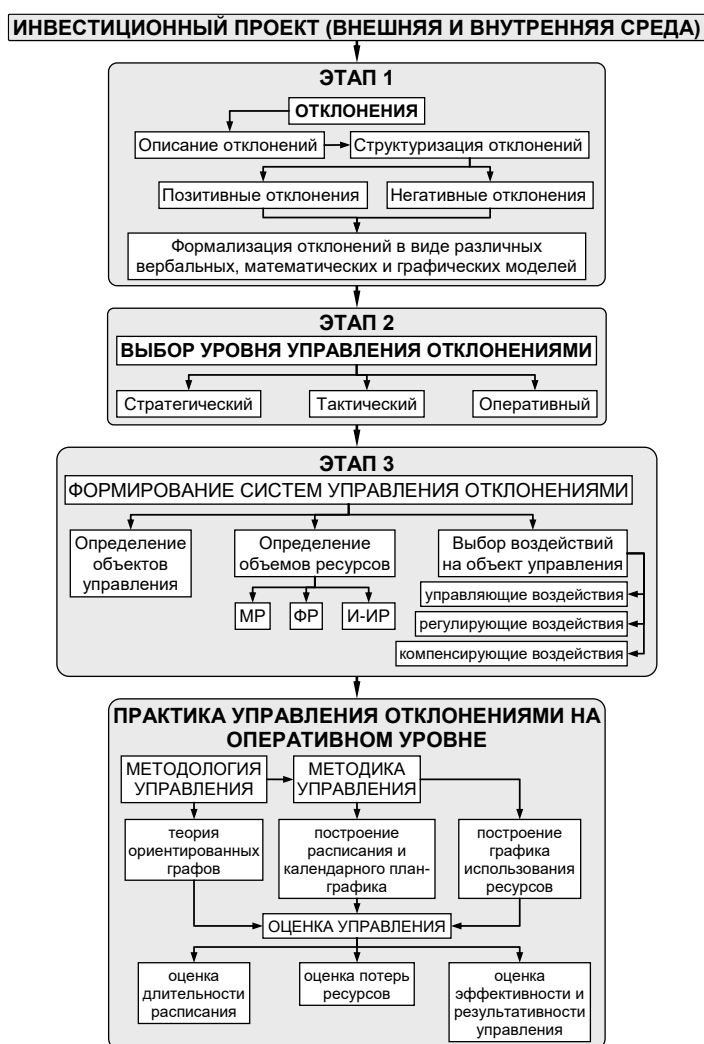 ИНВЕСТИЦИОННЫЙ ПРОЕКТ (ВНЕШНЯЯ И ВНУТРЕННЯЯ СРЕДА)
ЭТАП 1
ОТКЛОНЕНИЯ
Описание отклонений
Структуризация отклонений
Позитивные отклонения
Негативные отклонения
Формализация отклонений в виде различных
вербальных, математических и графических моделей
ЭТАП 2
ВЫБОР УРОВНЯ УПРАВЛЕНИЯ ОТКЛОНЕНИЯМИ
Стратегический
Тактический
Оперативный
ЭТАП 3
ФОРМИРОВАНИЕ СИСТЕМ УПРАВЛЕНИЯ ОТКЛОНЕНИЯМИ
Определение
объектов
управления
Определение
объемов ресурсов
МР
ФР
И-ИР
Выбор воздействий
на объект управления
управляющие воздействия
регулирующие воздействия
компенсирующие воздействия
ПРАКТИКА УПРАВЛЕНИЯ ОТКЛОНЕНИЯМИ НА
ОПЕРАТИВНОМ УРОВНЕ
МЕТОДОЛОГИЯ
УПРАВЛЕНИЯ
МЕТОДИКА
УПРАВЛЕНИЯ
теория
ориентированных
графов
построение
расписания и
календарного план-
графика
построение
графика
использования
ресурсов
ОЦЕНКА УПРАВЛЕНИЯ
оценка
длительности
расписания
оценка потерь
ресурсов
оценка
эффективности и
результативности
управления